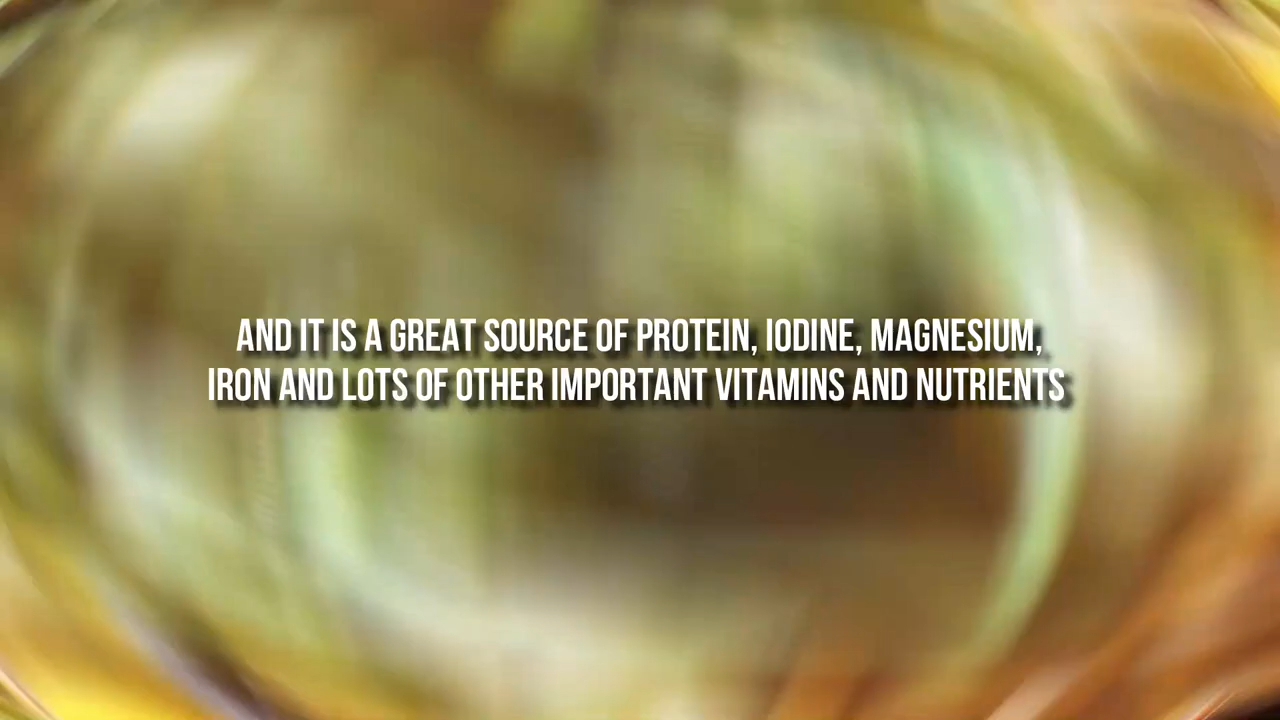 AND IT IS A GREAT SOURCE OF PROTEIN, IODINE, MAGNESIUM,
IRON AND LOTS OF OTHER IMPORTANT VITAMINS AND NUTRIENTS